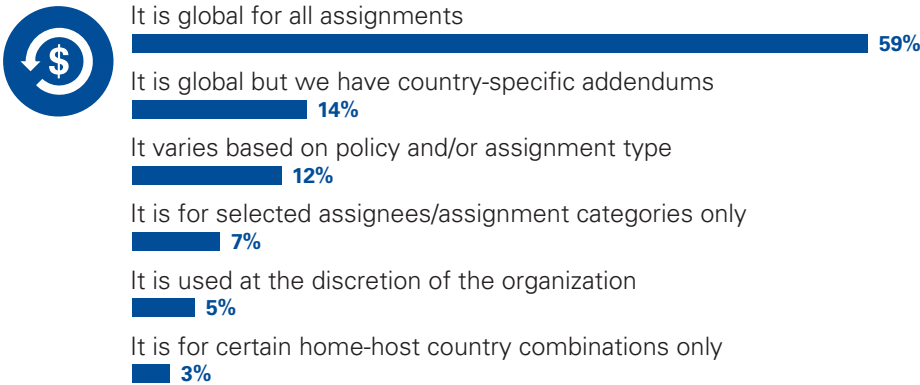 It is global for all assignments
$
59%
It is global but we have country-specific addendums
14%
It varies based on policy and/or assignment type
12%
It is for selected assignees/assignment categories only
7%
It is used at the discretion of the organization
5%
It is for certain home-host country combinations only
3%